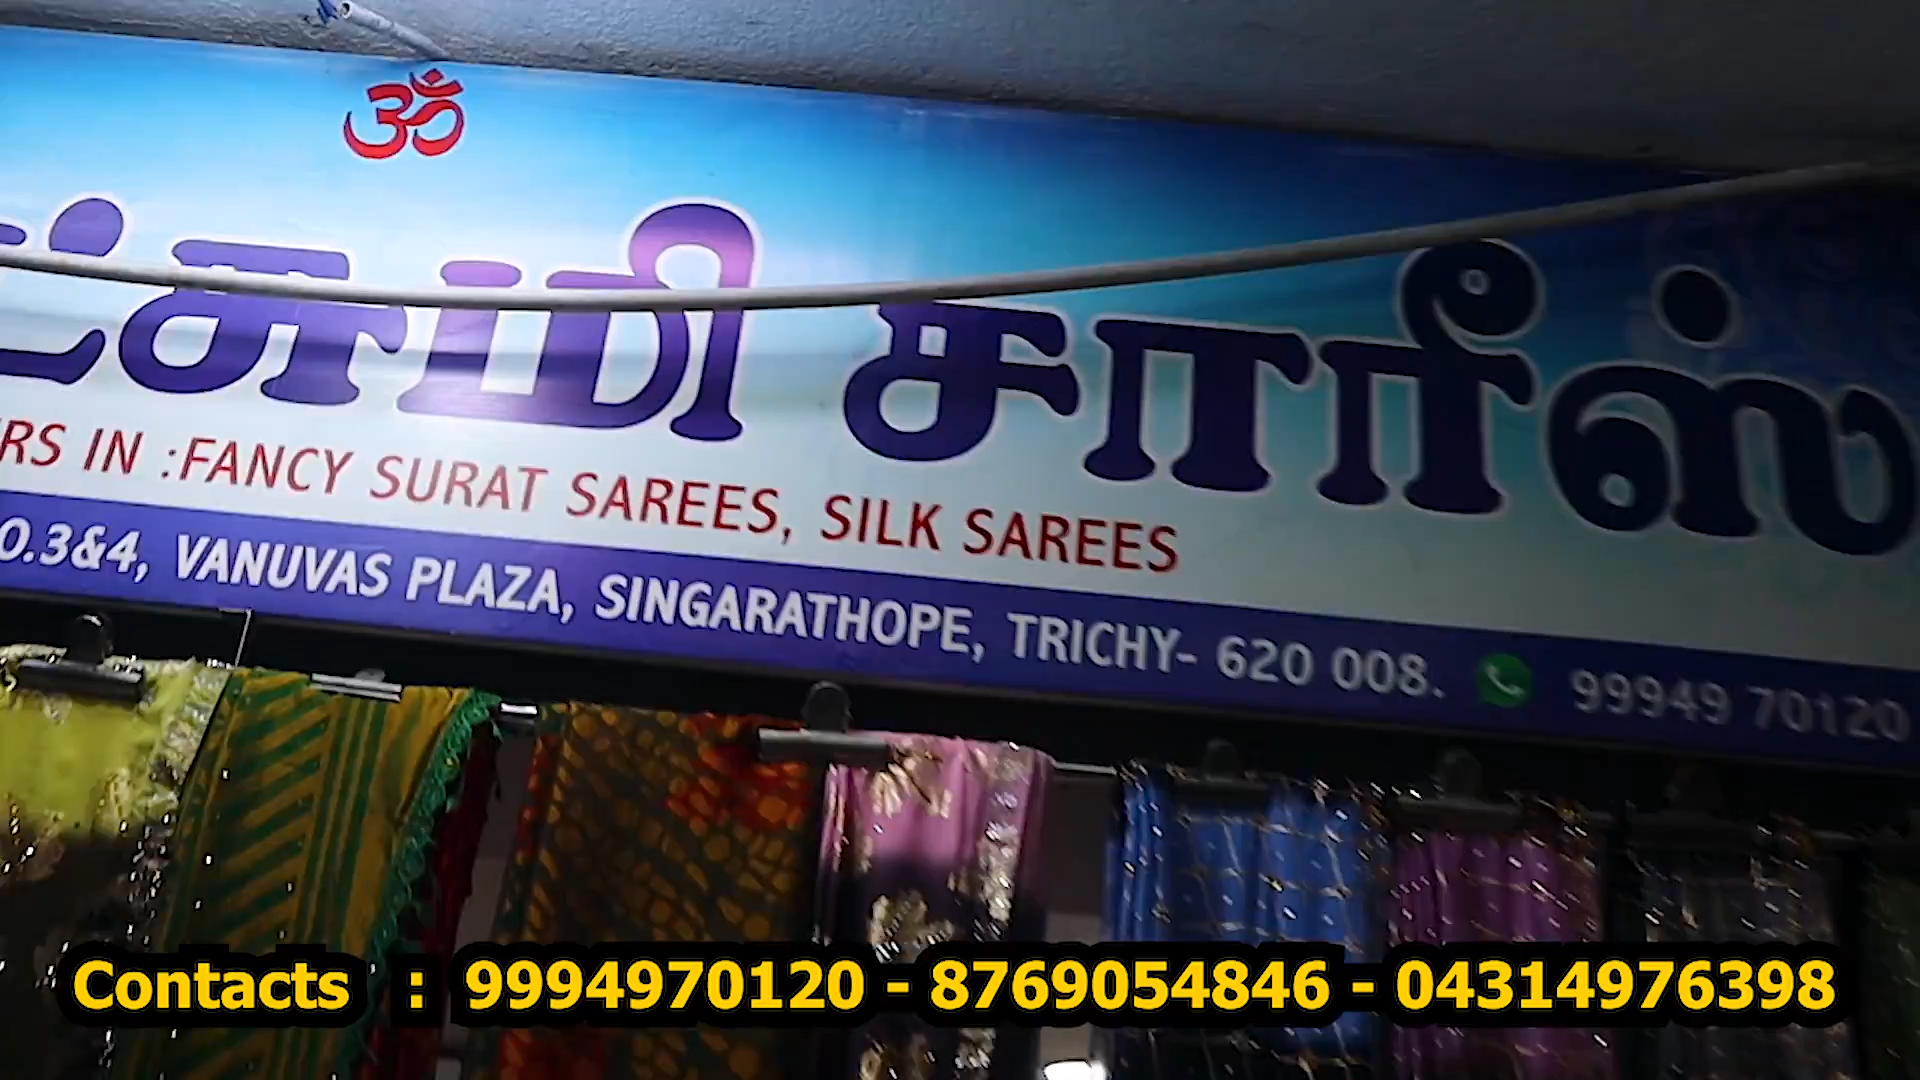 ॐ
ட்சுமி சாரீஸ்
RS IN :FANCY SURAT SAREES, SILK SAREES
O.3&4, VANUVAS PLAZA, SINGARATHOPE, TRICHY- 620 008. 99949 70120
Contacts : 9994970120 - 8769054846 - 04314976398